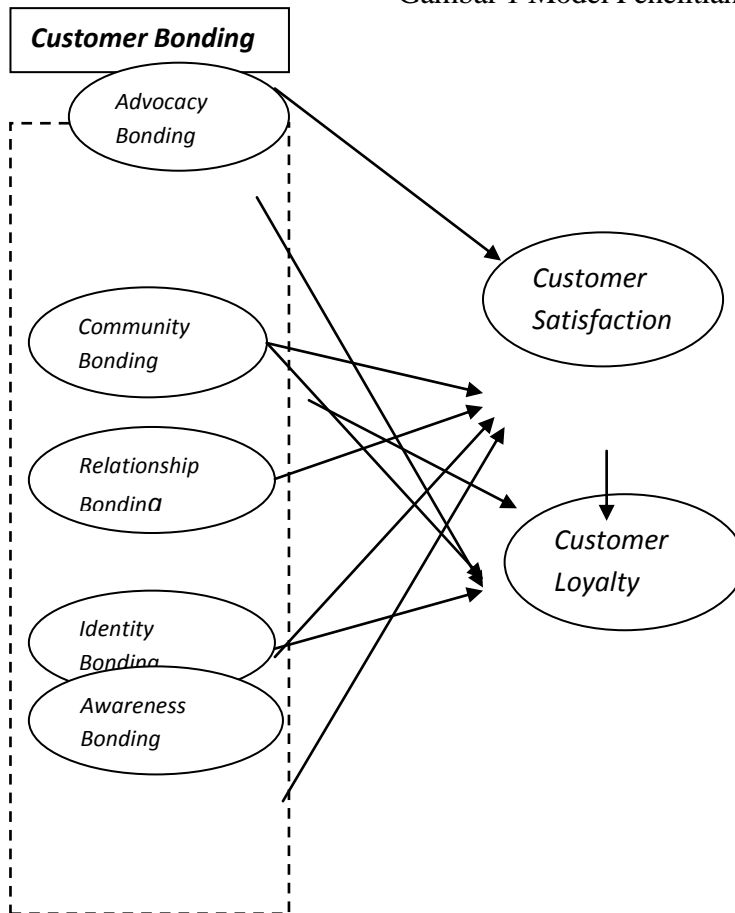 Gambar 1 Model Penelitian
Customer Bonding
Advocacy
Bonding
Customer
Satisfaction
Community
Bonding
Relationship
Bonding
Customer
Loyalty
Identity
Bonding
Awareness
Bonding